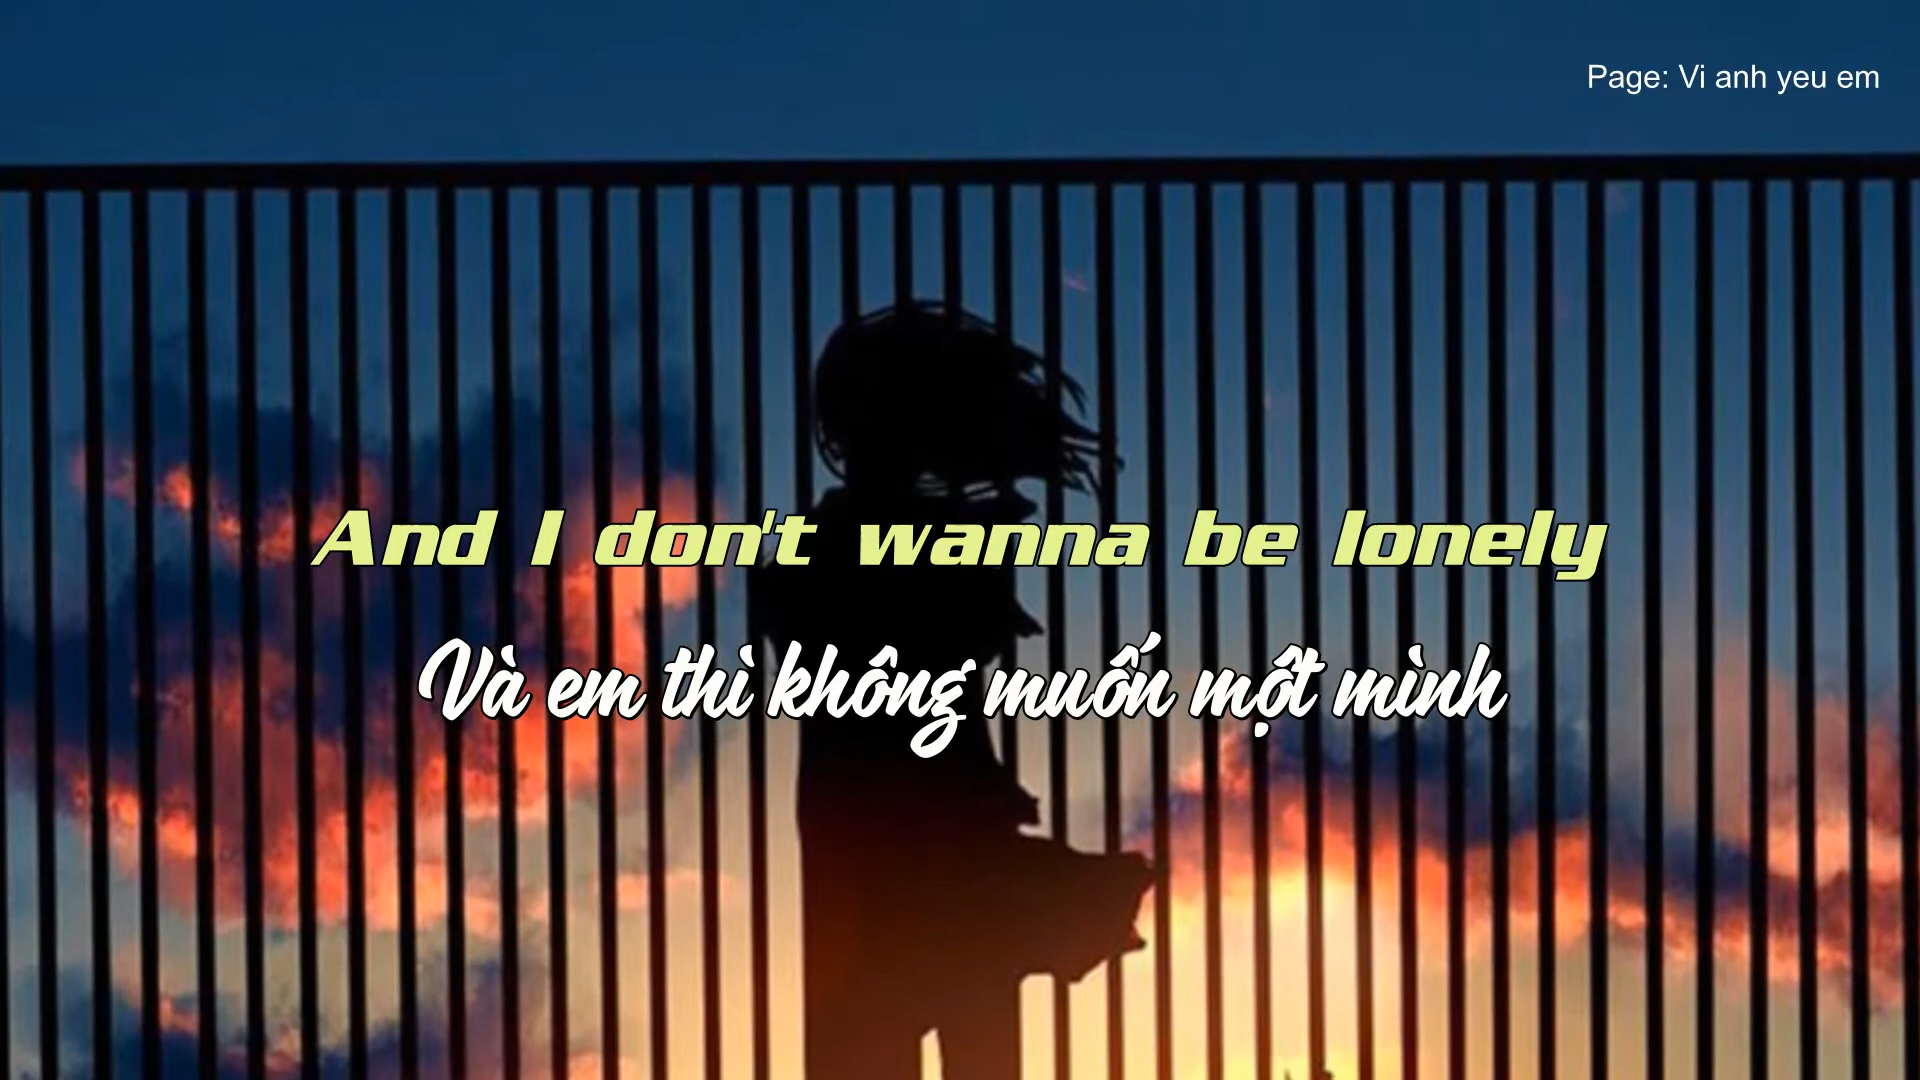 Page: Vi anh yeu em
And I don't wanna be lonely
Và em thì không muốn một mình